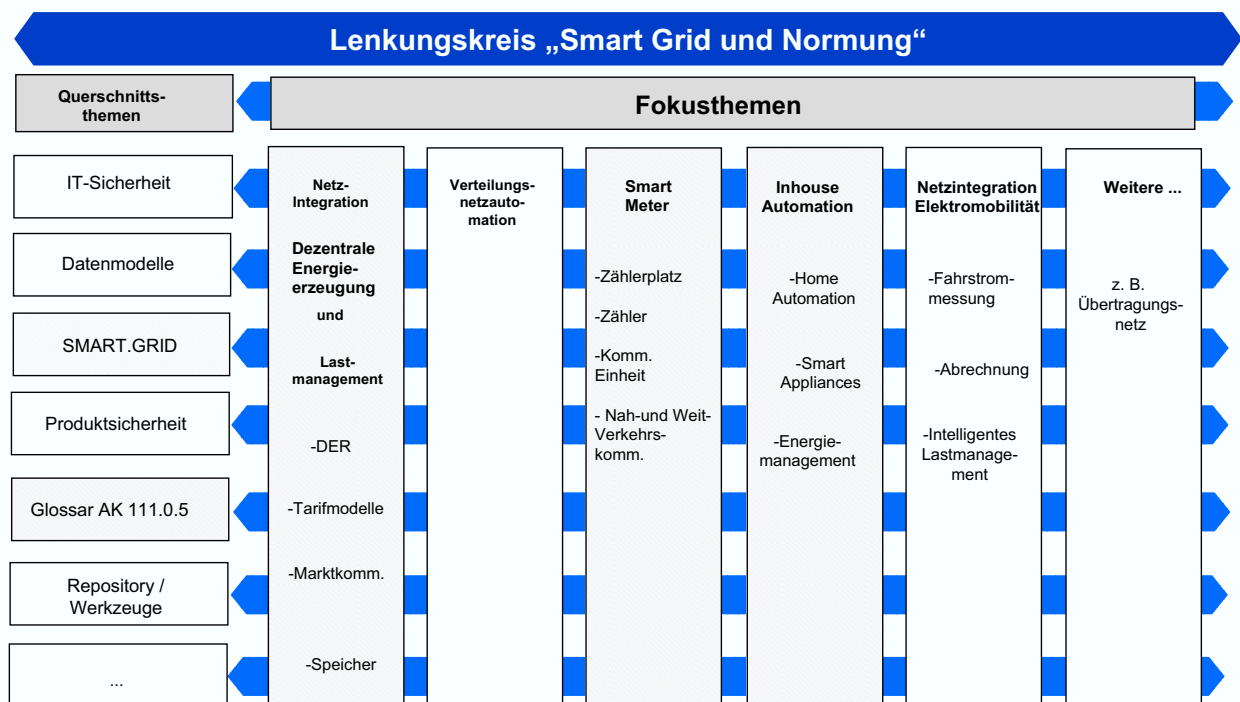 Lenkungskreis „Smart Grid und Normung“
Querschnitts-
themen
Fokusthemen
IT-Sicherheit
Datenmodelle
SMART.GRID
Produktsicherheit
Glossar AK 111.0.5
Repository /
Werkzeuge
...
Netz-
Integration
Dezentrale
Energie-
erzeugung
und
Last-
management
-DER
-Tarifmodelle
-Marktkomm.
-Speicher
Verteilungs-
netzauto-
mation
Smart
Meter
-Zählerplatz
-Zähler
-Komm.
Einheit
- Nah-und Weit-
Verkehrs-
komm.
Inhouse
Automation
-Home
Automation
-Smart
Appliances
-Energie-
management
Netzintegration
Elektromobilität
-Fahrstrom-
messung
-Abrechnung
-Intelligentes
Lastmanage-
ment
Weitere ...
z. B.
Übertragungs-
netz